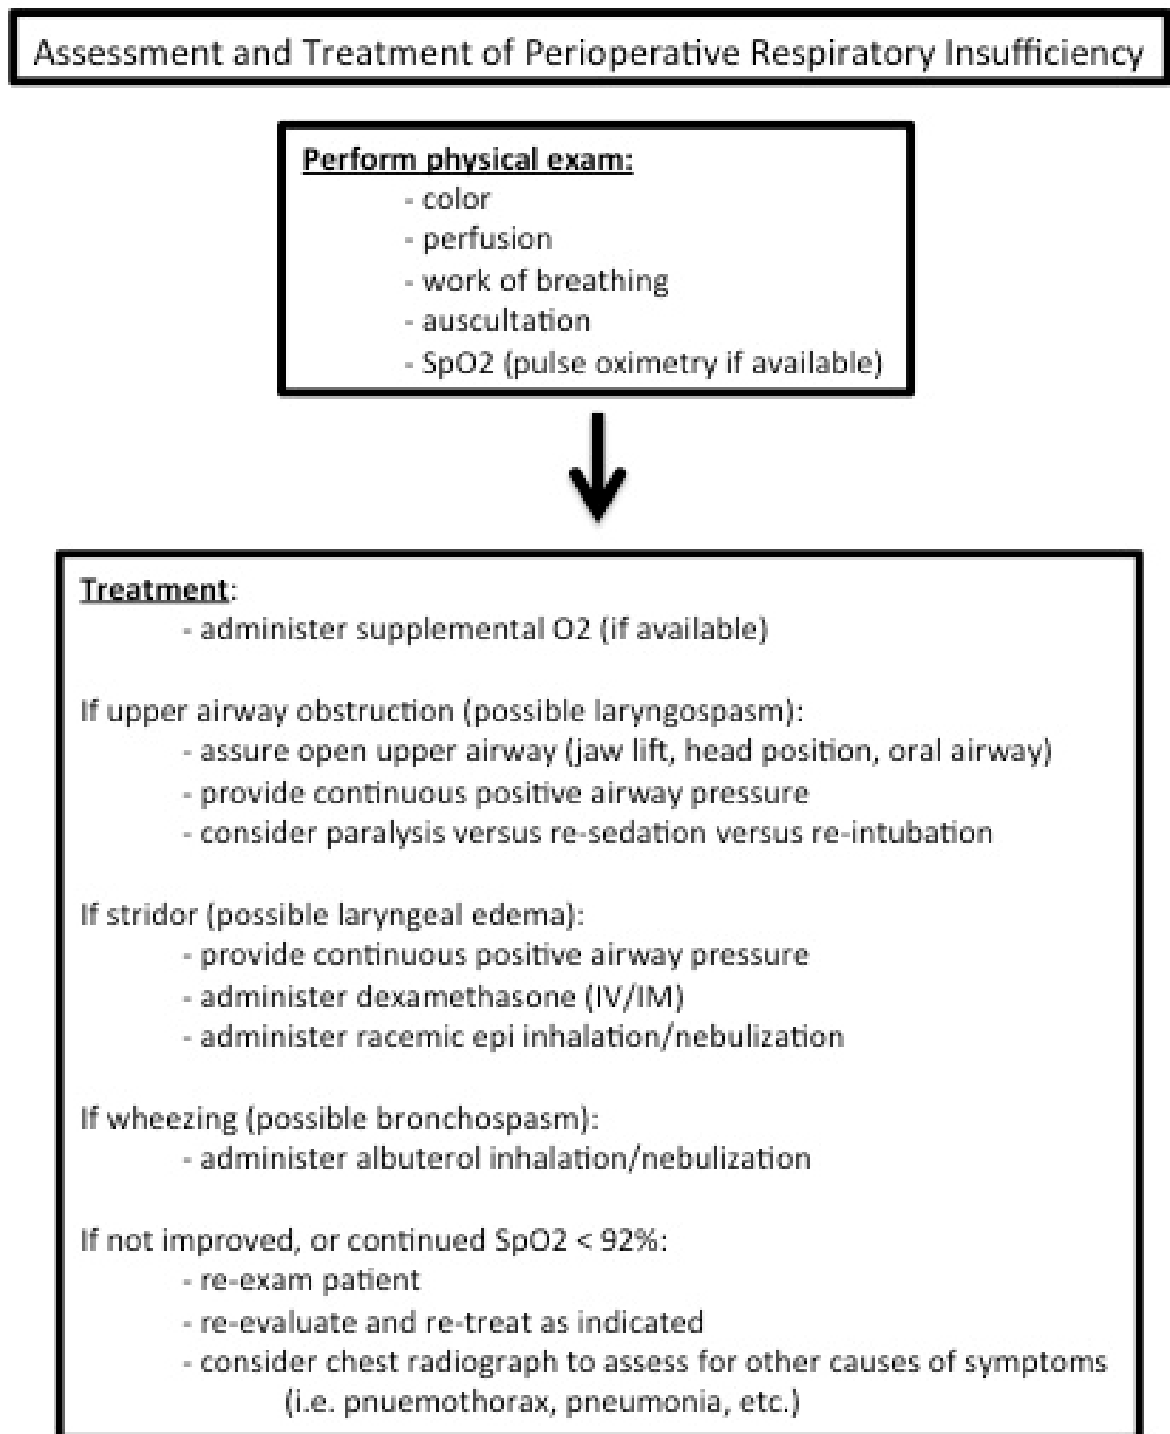 Assessment and Treatment of Perioperative Respiratory Insufficiency
Perform physical exam:
- color
- perfusion
- work of breathing
- auscultation
- SpO2 (pulse oximetry if available)
Treatment:
- administer supplemental O2 (if available)
If upper airway obstruction (possible laryngospasm):
- assure open upper airway (jaw lift, head position, oral airway)
- provide continuous positive airway pressure
- consider paralysis versus re-sedation versus re-intubation
If stridor (possible laryngeal edema):
- provide continuous positive airway pressure
- administer dexamethasone (IV/IM)
- administer racemic epi inhalation/nebulization
If wheezing (possible bronchospasm):
- administer albuterol inhalation/nebulization
If not improved, or continued SpO2 < 92%:
- re-exam patient
- re-evaluate and re-treat as indicated
- consider chest radiograph to assess for other causes of symptoms
(i.e. pnuemothorax, pneumonia, etc.)